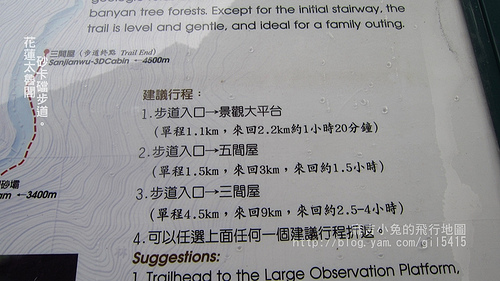 geologic
banyan tree forests. Except for the initial stairway, the
trail is level and gentle, and ideal for a family outing.
三間屋 (步道終點 Trail End)
Sanjianwu-3DCabin ← 4500m
花蓮太魯閣
砂卡噹步道。
建議行程：
1.步道入口→景觀大平台
(單程1.1km，來回2.2km約1小時20分鐘)
2.步道入口→五間屋
(單程1.5km，來回3km，來回約1.5小時)
3.步道入口→三間屋
(單程4.5km，來回9km，來回約2.5-4小時)
砂壩
am ← 3400m
4.可以任選上面任何一個建議行程折返。
小兔的飛行地圖
http://blog.yam.com/gil5415
Suggestions:
1 Trailhead to the Large Observation Platform,